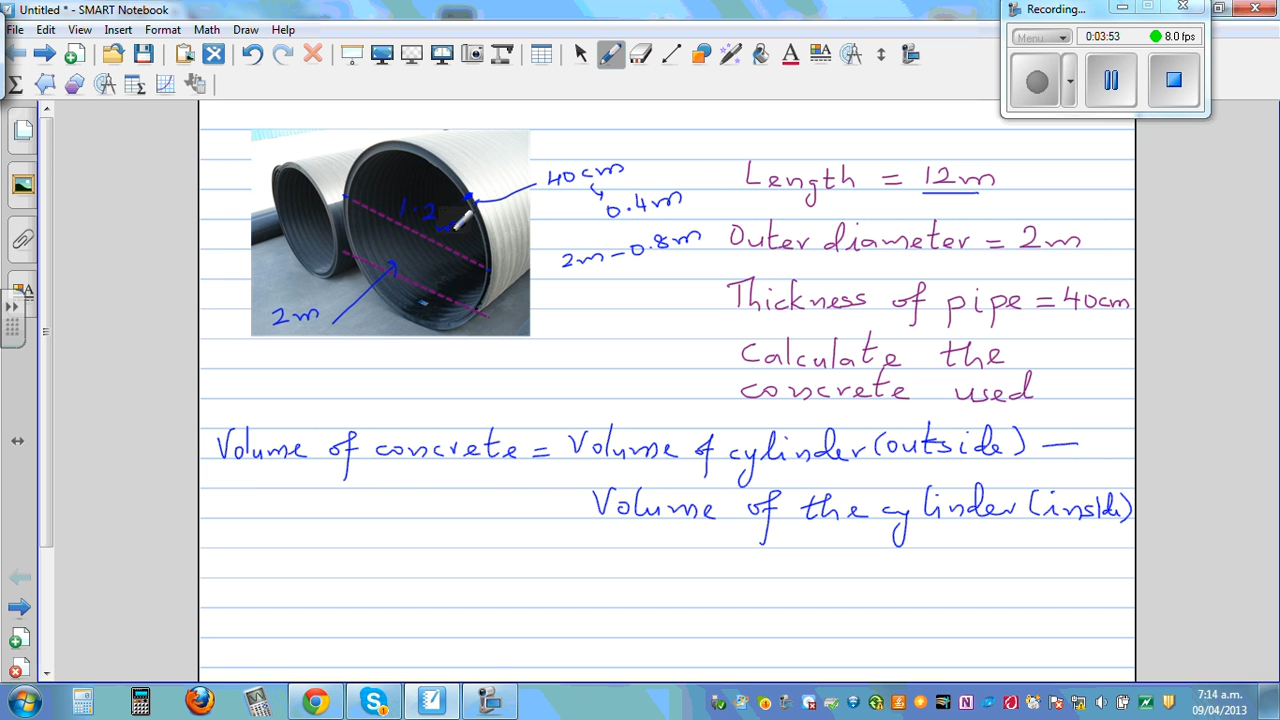 Untitled * - SMART Notebook
Recording...
File Edit View Insert Format Math Draw Help
Menu
0:03:53
8.0 fps
40cm
0.4m
2m - 0.8m
1.2
m
2m
Length = 12m
Outer diameter = 2m
Thickness of pipe = 40cm
Calculate the
conscrete used
Volume of concrete = Volume of cylinder (outside) —
Volume of the cylinder (inside)
7:14 a.m.
09/04/2013